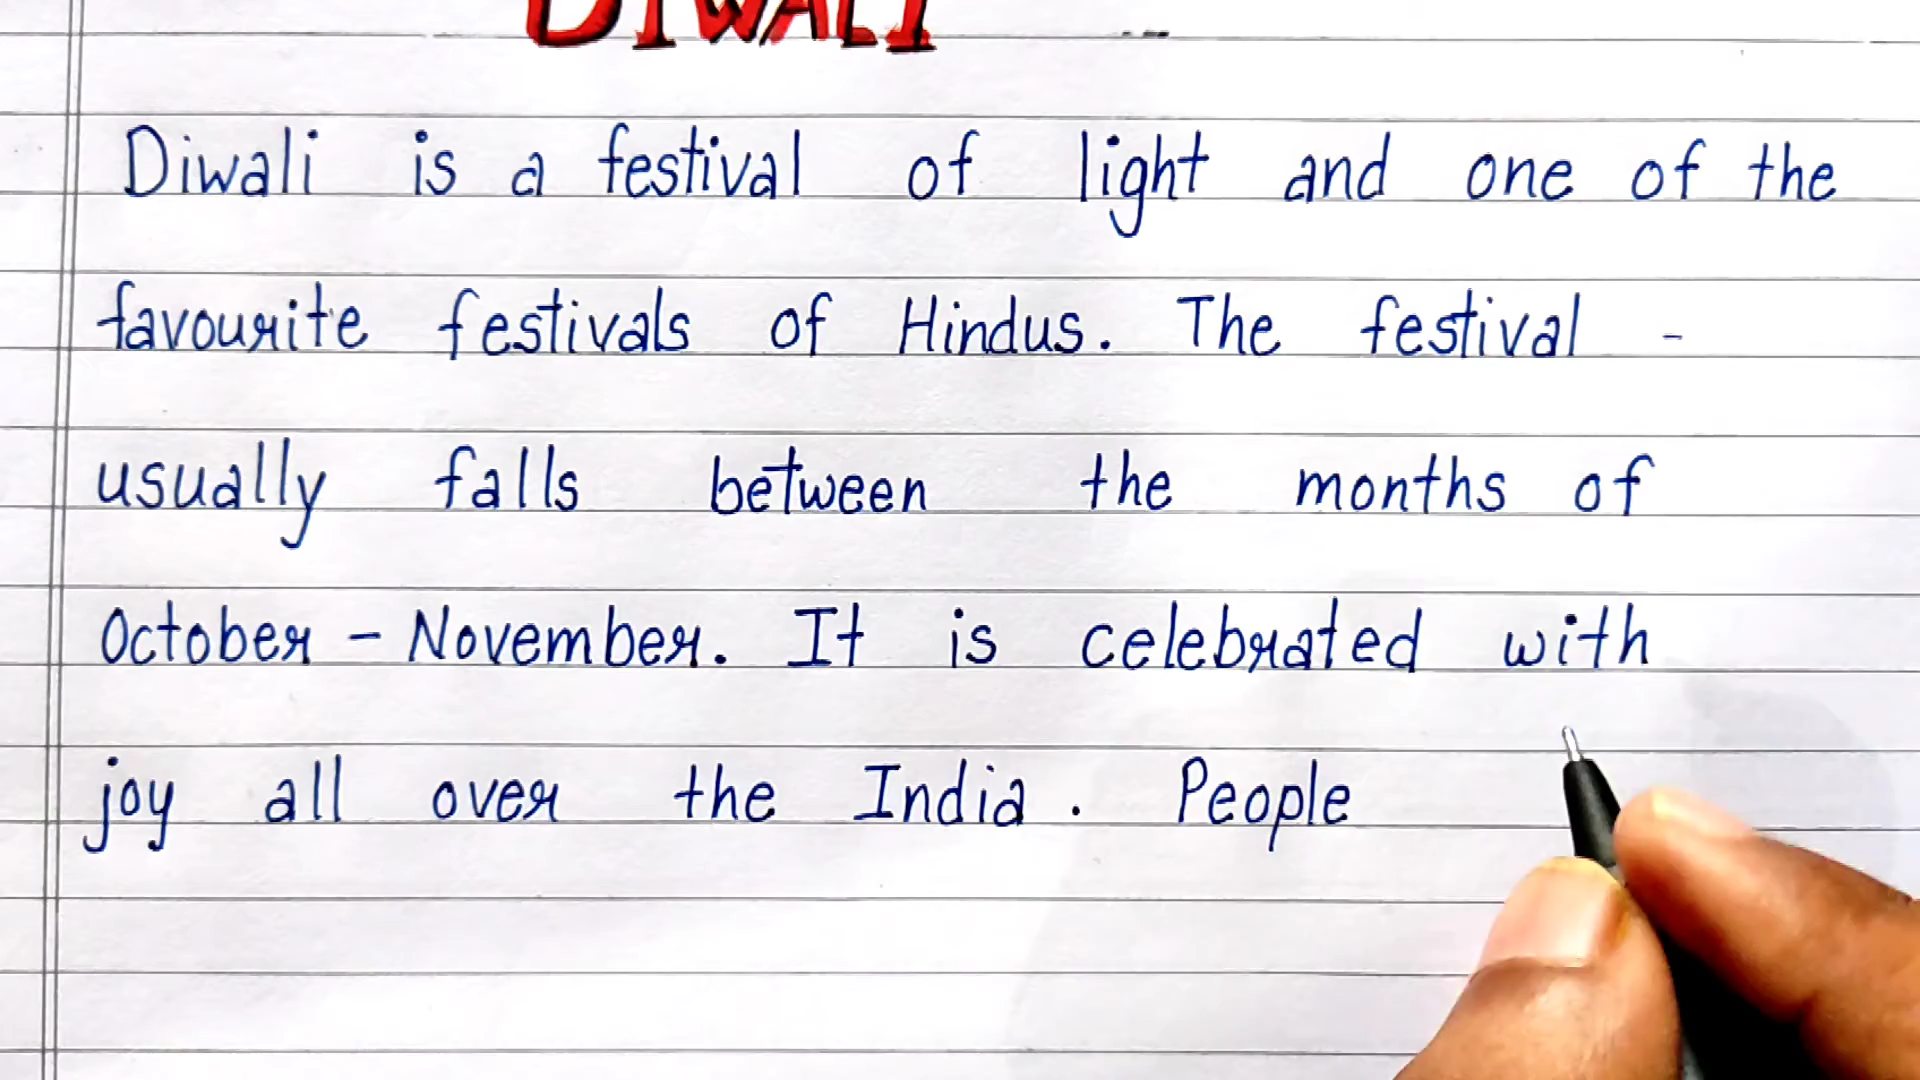 DIWALI
Diwali is a festival of light and one of the
favourite festivals of Hindus. The festival -
usually falls between the months of
October - November. It is celebrated with
joy all over the India. People